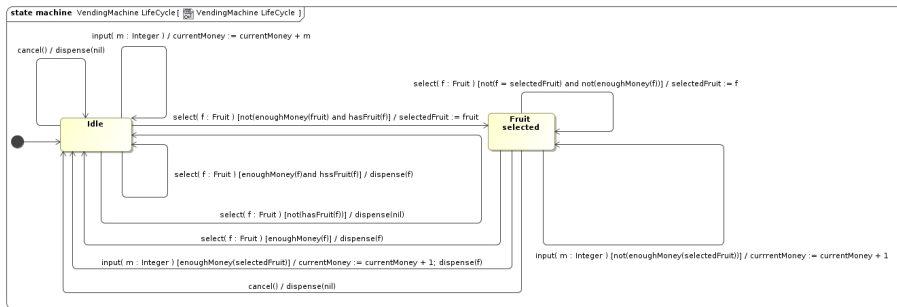 state machine VendingMachine LifeCycle [ VendingMachine LifeCycle ]
input( m : Integer ) / currentMoney := currentMoney + m
cancel() / dispense(nil)
select( f : Fruit ) [not(f = selectedFruit) and not(enoughMoney(f))] / selectedFruit := f
select( f : Fruit ) [not(enoughMoney(fruit) and hasFruit(f)] / selectedFruit := fruit
Idle
Fruit
selected
select( f : Fruit ) [enoughMoney(f)and hssFruit(f)] / dispense(f)
select( f : Fruit ) [not(hasFruit(f))] / dispense(nil)
select( f : Fruit ) [enoughMoney(f)] / dispense(f)
input( m : Integer ) [not(enoughMoney(selectedFruit))] / currrentMoney := currentMoney + 1
input( m : Integer ) [enoughMoney(selectedFruit)] / currrentMoney := currentMoney + 1; dispense(f)
cancel() / dispense(nil)